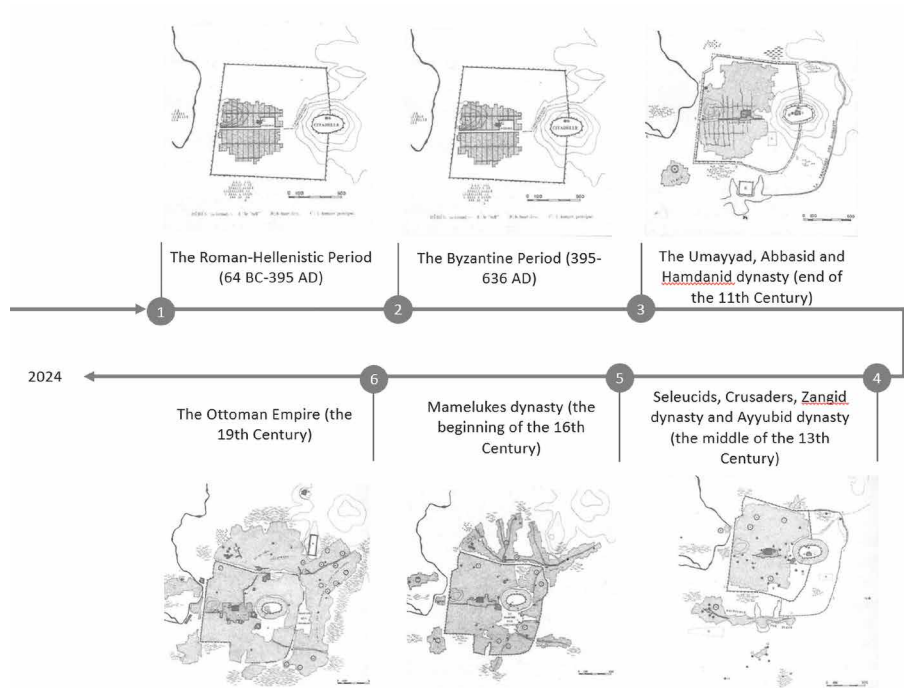 CITADELLE
CITADELLE
The Roman-Hellenistic Period
(64 BC-395 AD)
The Byzantine Period (395-
636 AD)
The Umayyad, Abbasid and
Hamdanid dynasty (end of
the 11th Century)
1
2
3
2024
6
5
4
The Ottoman Empire (the
19th Century)
Mamelukes dynasty (the
beginning of the 16th
Century)
Seleucids, Crusaders, Zangid
dynasty and Ayyubid dynasty
(the middle of the 13th
Century)